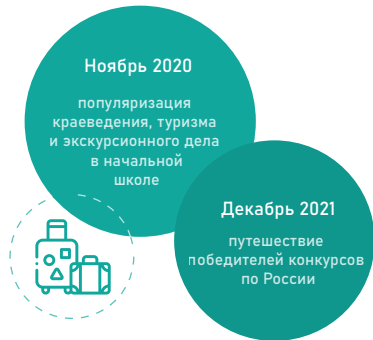 Ноябрь 2020
популяризация
краеведения, туризма
и экскурсионного дела
в начальной
школе
Декабрь 2021
путешествие
победителей конкурсов
по России